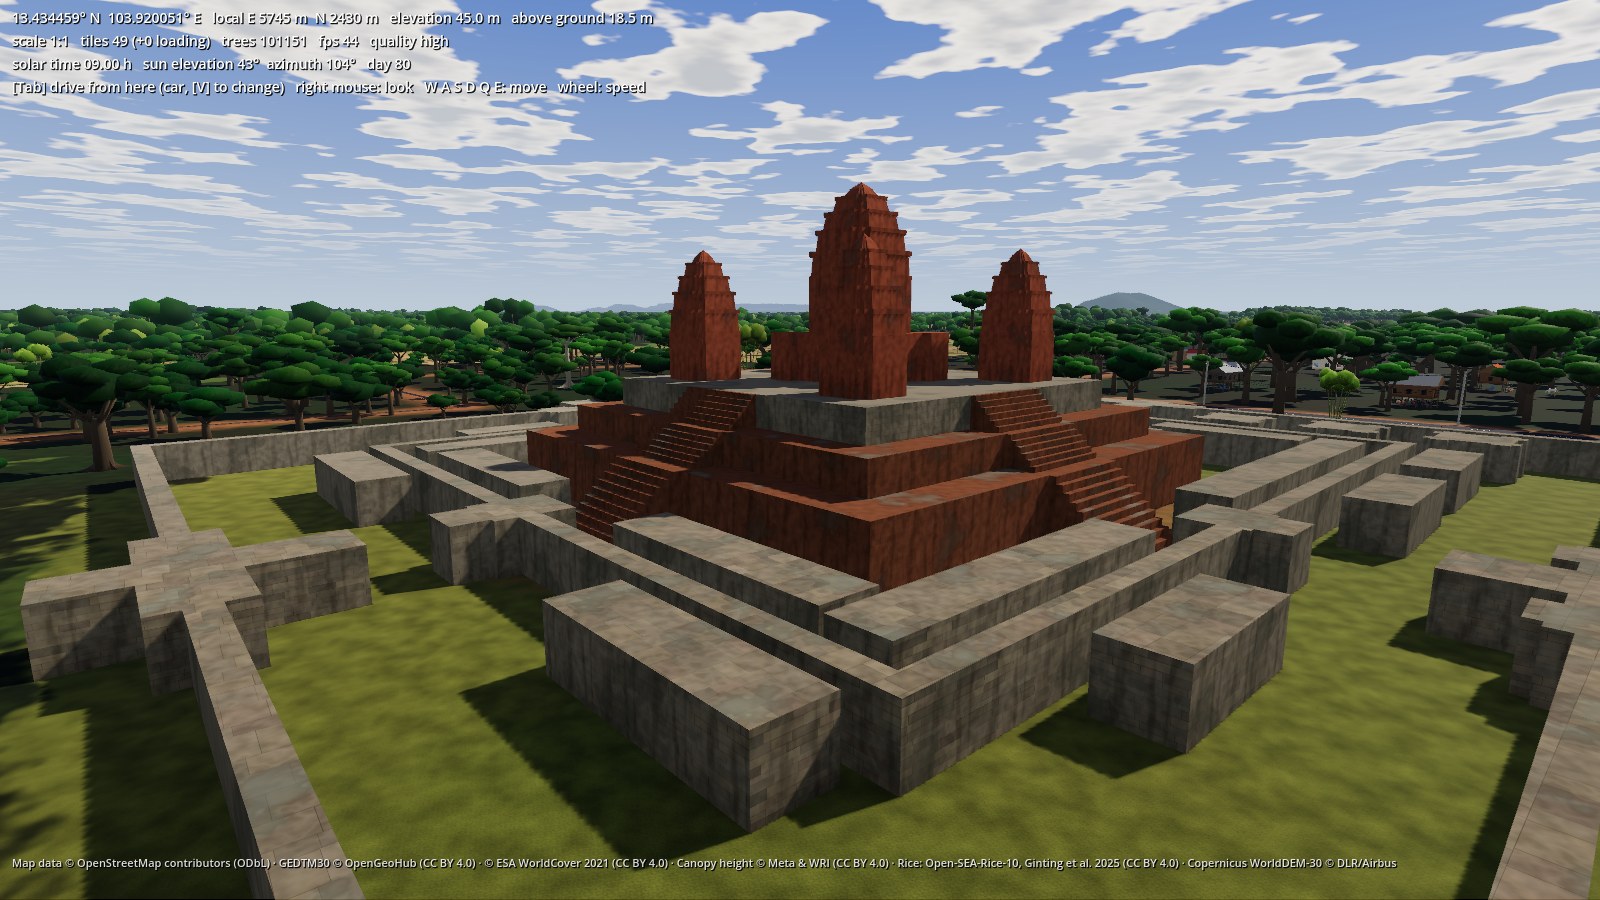 13.434459° N  103.920051° E   local E 5745 m  N 2430 m   elevation 45.0 m   above ground 18.5 m
scale 1:1   tiles 49 (+0 loading)   trees 101151   fps 44   quality high
solar time 09.00 h   sun elevation 43°  azimuth 104°   day 80
[Tab] drive from here (car, [V] to change)   right mouse: look   W A S D Q E: move   wheel: speed
Map data © OpenStreetMap contributors (ODbL) · GEDTM30 © OpenGeoHub (CC BY 4.0) · © ESA WorldCover 2021 (CC BY 4.0) · Canopy height © Meta & WRI (CC BY 4.0) · Rice: Open-SEA-Rice-10, Ginting et al. 2025 (CC BY 4.0) · Copernicus WorldDEM-30 © DLR/Airbus